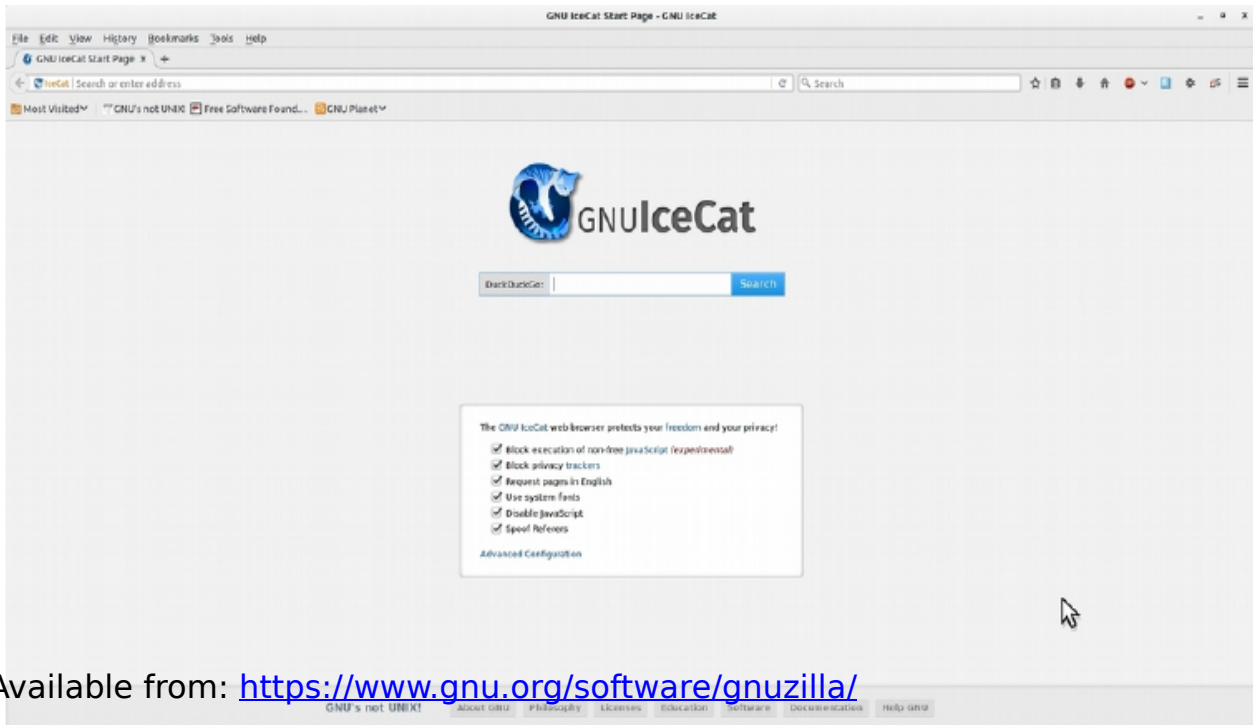 GNU IceCat Start Page - GNU IceCat
File Edit View History Bookmarks Tools Help
GNU IceCat Start Page
IceCat Search or enter address Search
Most Visited GNU's not UNIX! Free Software Found... GNU Planet
GNUIceCat
DuckDuckGo: Search
The GNU IceCat web browser protects your freedom and your privacy!
Block execution of non-free JavaScript (experimental)
Block privacy trackers
Request pages in English
Use system fonts
Disable JavaScript
Spoof Referers
Advanced Configuration
Available from: https://www.gnu.org/software/gnuzilla/
GNU's not UNIX! About GNU Philosophy Licenses Education Software Documentation Help GNU